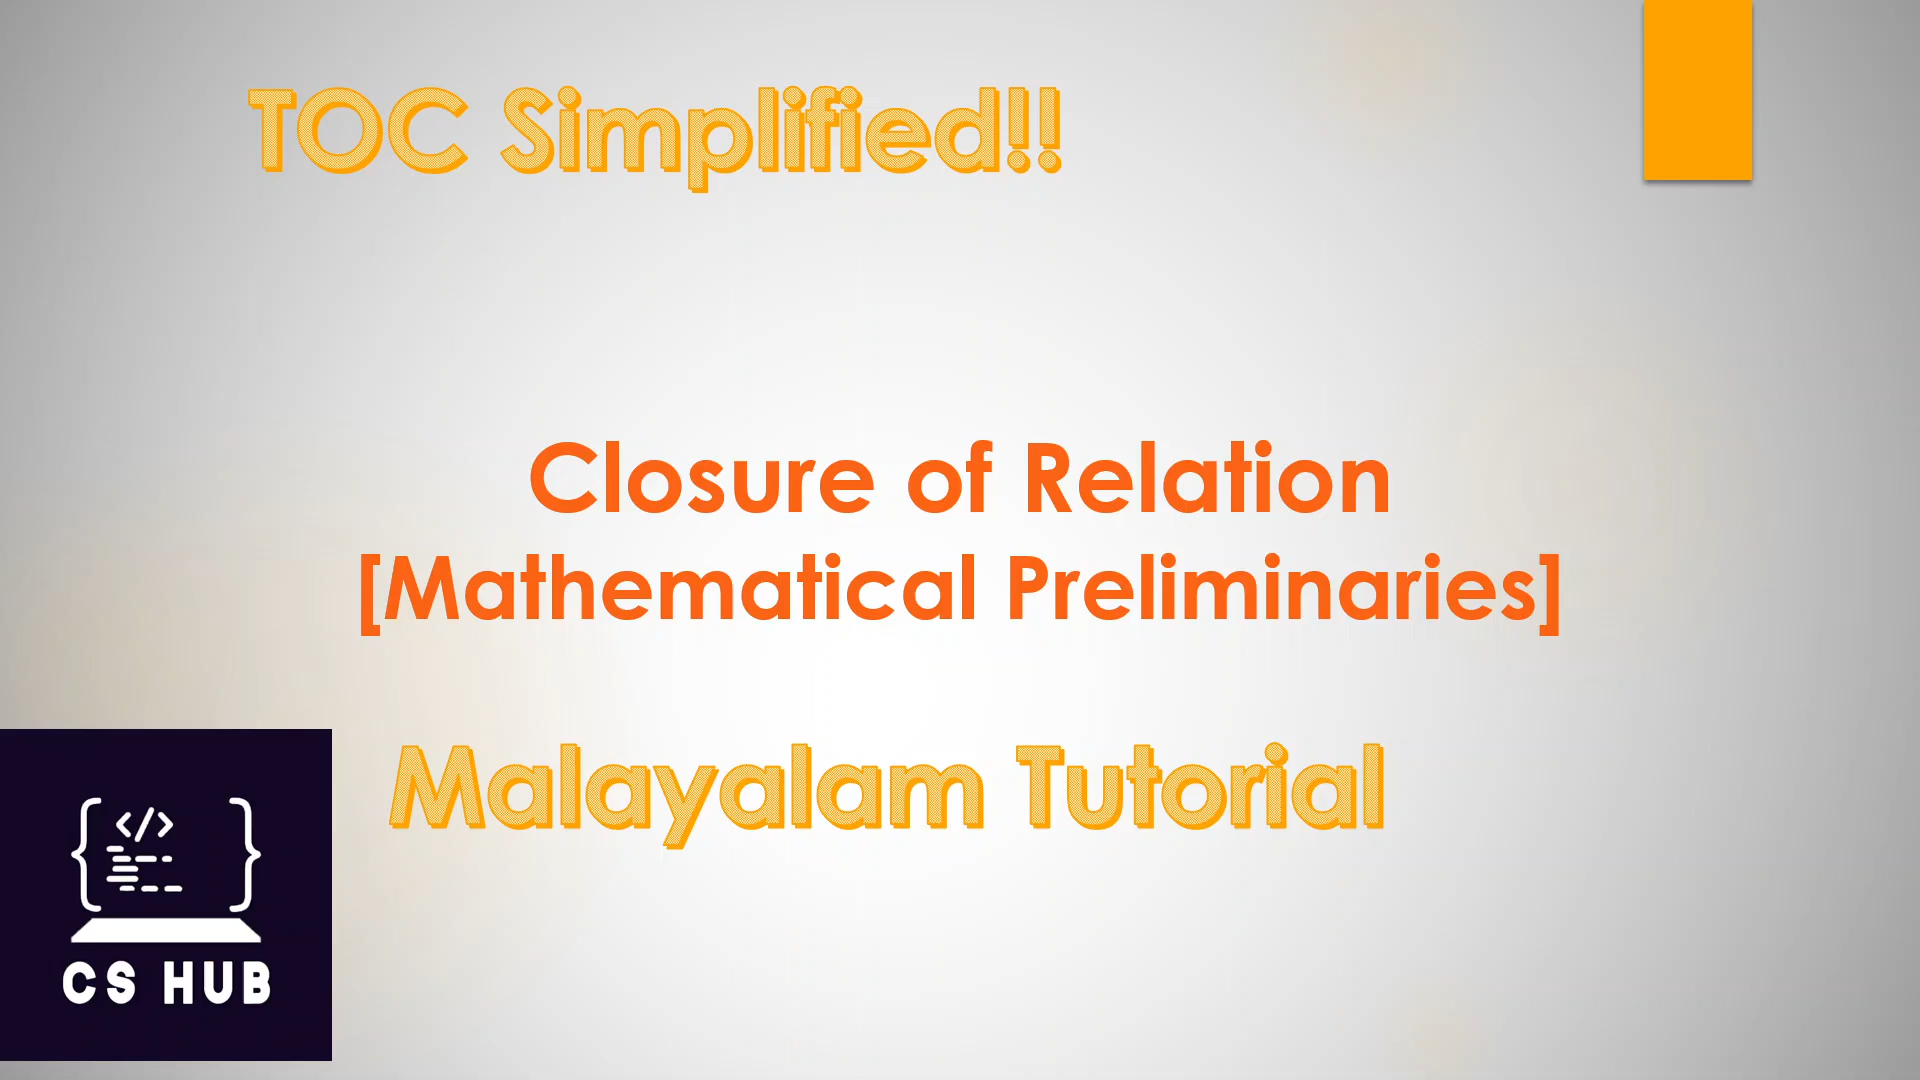 TOC Simplified!!
Closure of Relation
[Mathematical Preliminaries]
Malayalam Tutorial
CS HUB